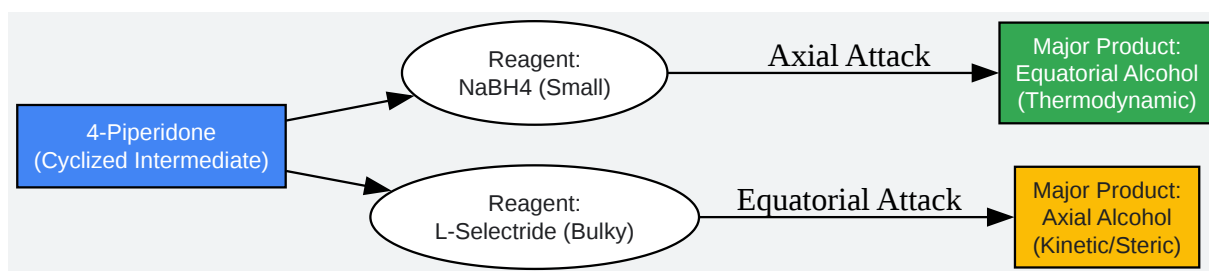 4-Piperidone
(Cyclized Intermediate)
Reagent:
NaBH4 (Small)
Axial Attack
Major Product:
Equatorial Alcohol
(Thermodynamic)
Reagent:
L-Selectride (Bulky)
Equatorial Attack
Major Product:
Axial Alcohol
(Kinetic/Steric)